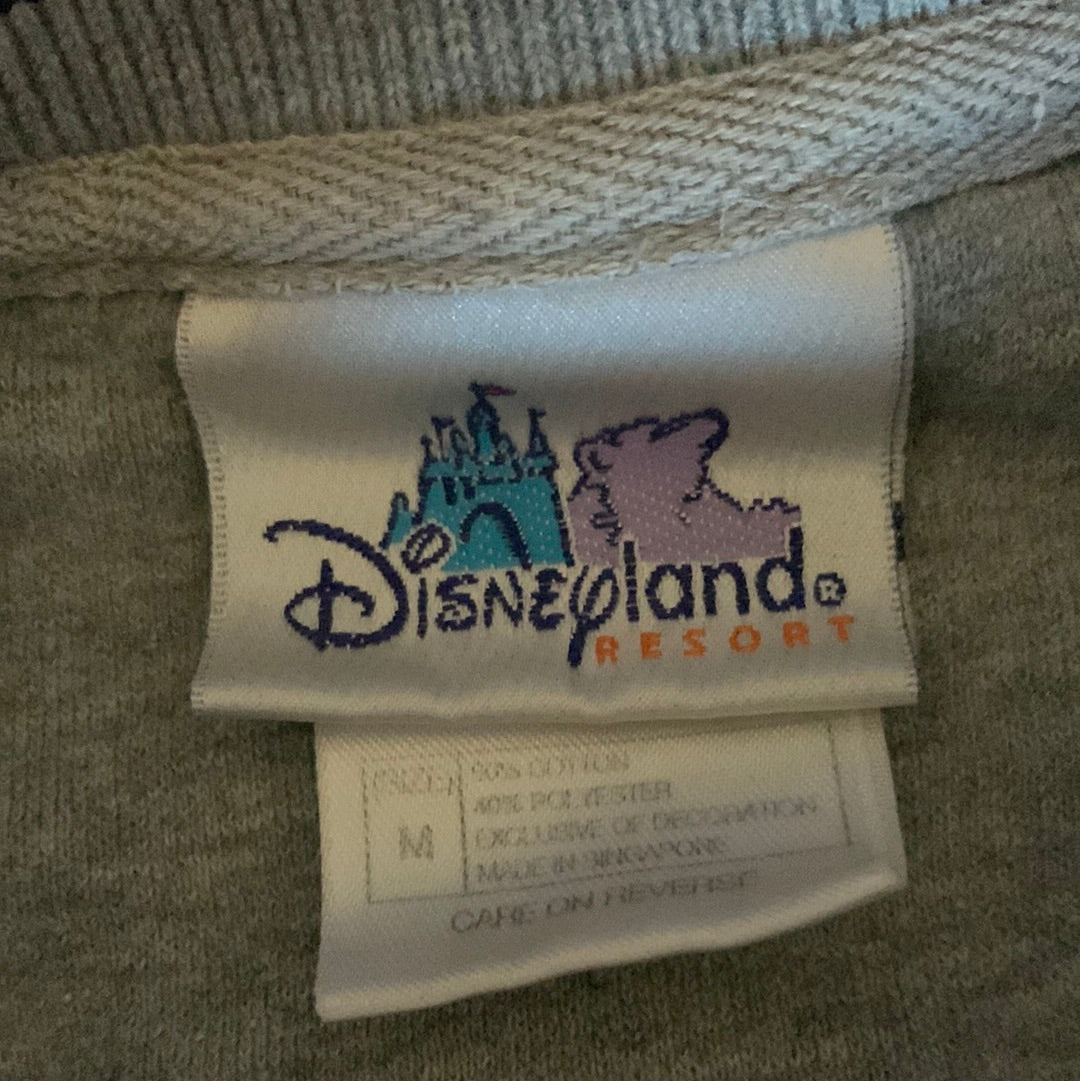 Disneyland®
RESORT
SIZE:
M
60% COTTON
40% POLYESTER
EXCLUSIVE OF DECORATION
MADE IN SINGAPORE
CARE ON REVERSE